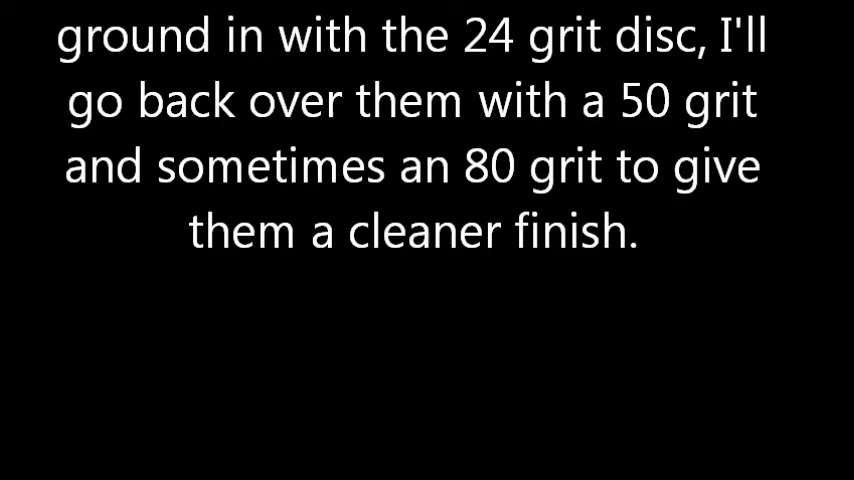 ground in with the 24 grit disc, I'll
go back over them with a 50 grit
and sometimes an 80 grit to give
them a cleaner finish.